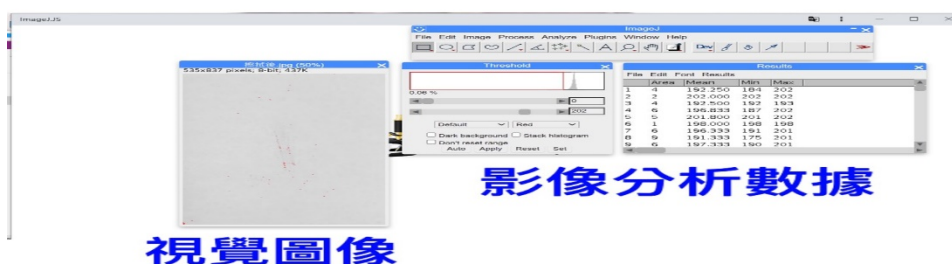 ImageJ.JS
ImageJ
File Edit Image Process Analyze Plugins Window Help
Dev
.jpg (50%)
535x837 pixels; 8-bit; 437K
Threshold
0.06 %
0
202
Default Red
Dark background Stack histogram
Don't reset range
Auto Apply Reset Set
Results
File Edit Font Results
Area Mean Min Max
1 4 192.250 184 202
2 2 202.000 202 202
3 4 192.500 192 193
4 6 196.833 187 202
5 5 201.800 201 202
6 1 198.000 198 198
7 6 196.333 191 201
8 9 191.333 175 201
9 6 197.333 190 201
影像分析數據
視覺圖像